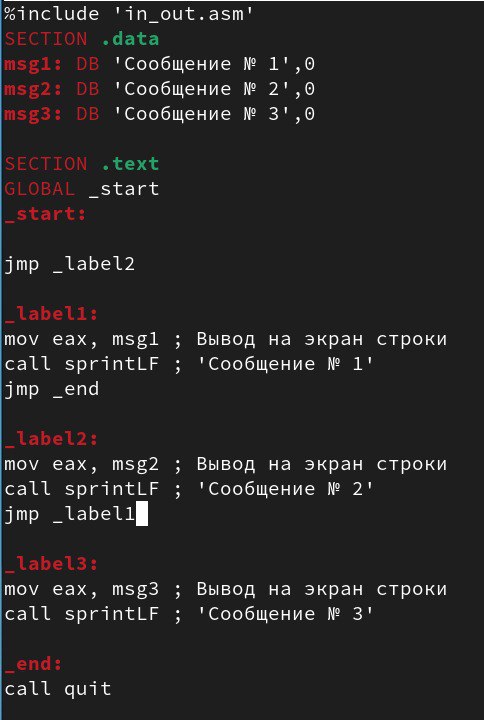 %include 'in_out.asm'
SECTION .data
msg1: DB 'Сообщение № 1',0
msg2: DB 'Сообщение № 2',0
msg3: DB 'Сообщение № 3',0
SECTION .text
GLOBAL _start
_start:
jmp _label2
_label1:
mov eax, msg1 ; Вывод на экран строки
call sprintLF ; 'Сообщение № 1'
jmp _end
_label2:
mov eax, msg2 ; Вывод на экран строки
call sprintLF ; 'Сообщение № 2'
jmp _label1
_label3:
mov eax, msg3 ; Вывод на экран строки
call sprintLF ; 'Сообщение № 3'
_end:
call quit